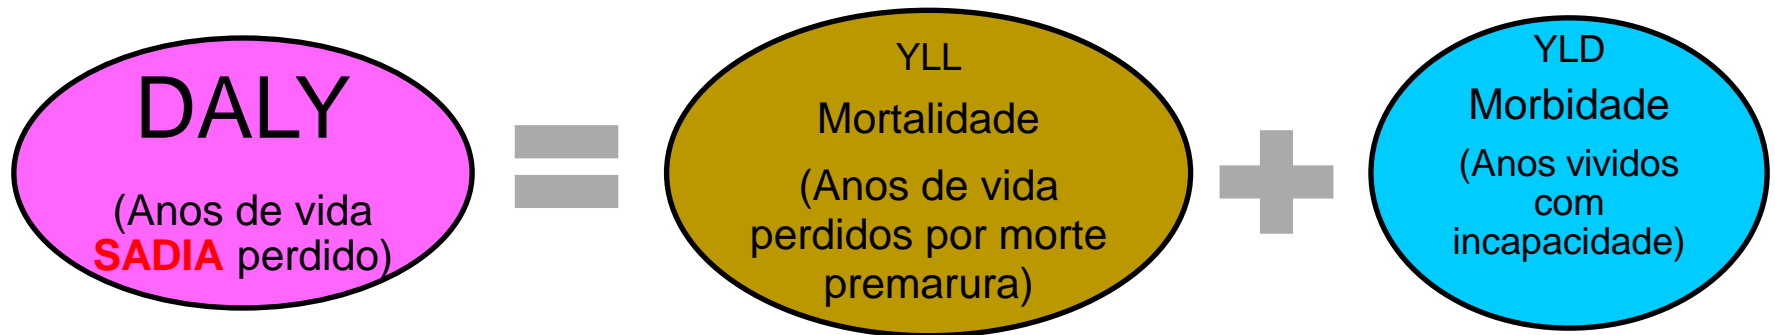 DALY
(Anos de vida
SADIA perdido)
YLL
Mortalidade
(Anos de vida
perdidos por morte
premarura)
YLD
Morbidade
(Anos vividos
com
incapacidade)